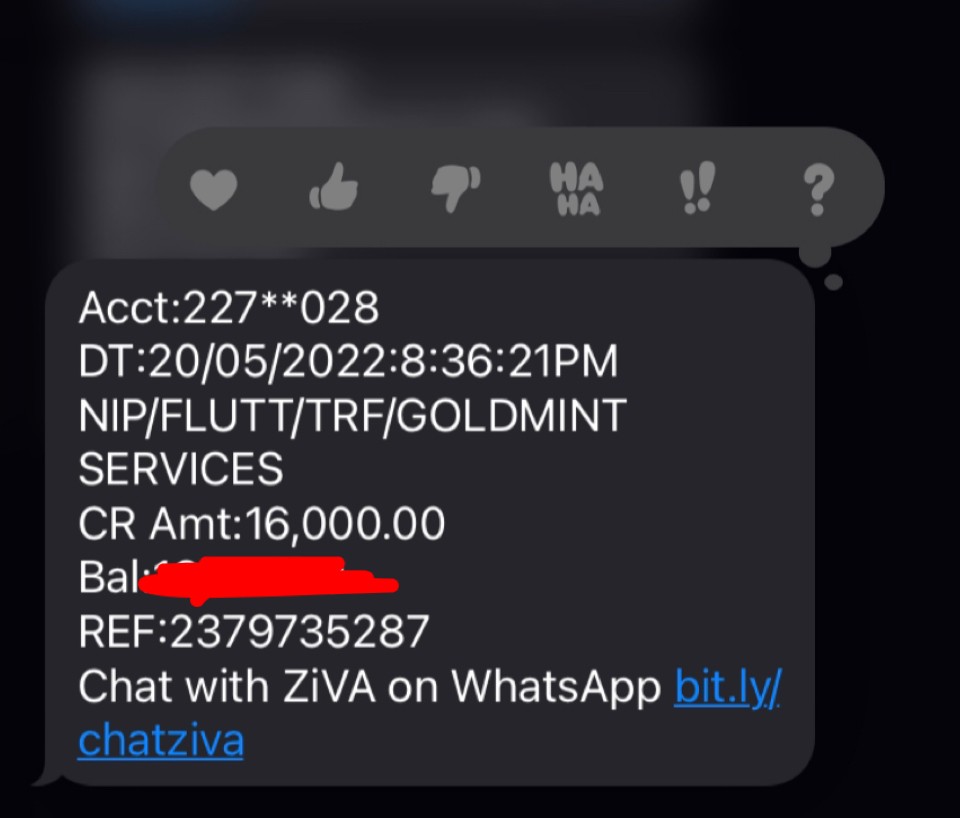 HA
HA
!!
?
Acct:227**028
DT:20/05/2022:8:36:21PM
NIP/FLUTT/TRF/GOLDMINT
SERVICES
CR Amt:16,000.00
Bal:
REF:2379735287
Chat with ZiVA on WhatsApp bit.ly/
chatziva